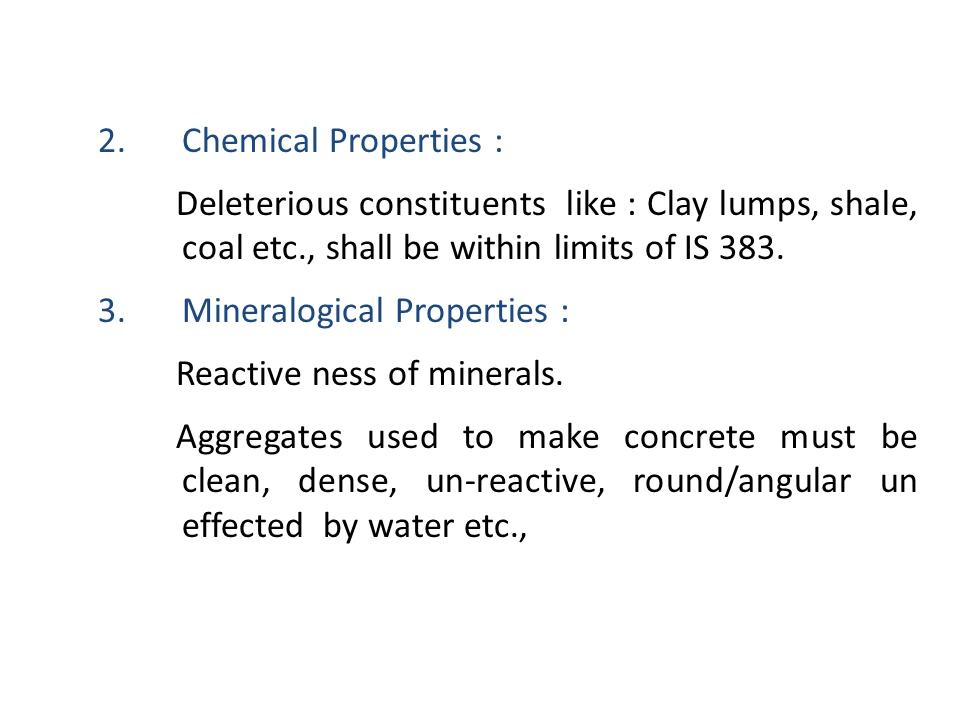 2. Chemical Properties :
Deleterious constituents like : Clay lumps, shale,
coal etc., shall be within limits of IS 383.
3. Mineralogical Properties :
Reactive ness of minerals.
Aggregates used to make concrete must be
clean, dense, un-reactive, round/angular un
effected by water etc.,